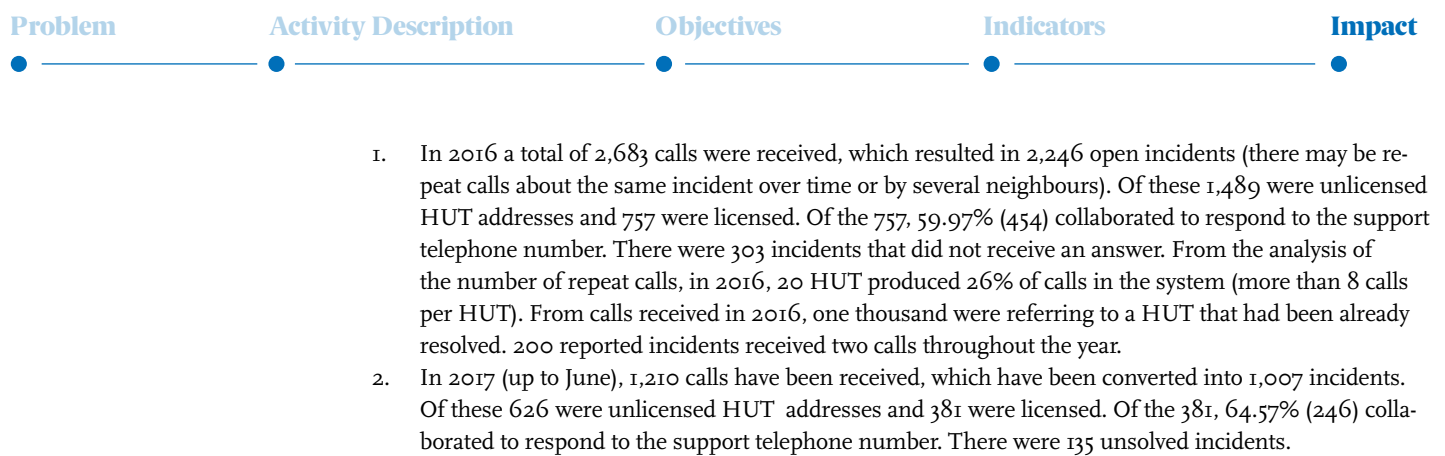 Problem Activity Description Objectives Indicators Impact
1. In 2016 a total of 2,683 calls were received, which resulted in 2,246 open incidents (there may be re-
peat calls about the same incident over time or by several neighbours). Of these 1,489 were unlicensed
HUT addresses and 757 were licensed. Of the 757, 59.97% (454) collaborated to respond to the support
telephone number. There were 303 incidents that did not receive an answer. From the analysis of
the number of repeat calls, in 2016, 20 HUT produced 26% of calls in the system (more than 8 calls
per HUT). From calls received in 2016, one thousand were referring to a HUT that had been already
resolved. 200 reported incidents received two calls throughout the year.
2. In 2017 (up to June), 1,210 calls have been received, which have been converted into 1,007 incidents.
Of these 626 were unlicensed HUT addresses and 381 were licensed. Of the 381, 64.57% (246) colla-
borated to respond to the support telephone number. There were 135 unsolved incidents.